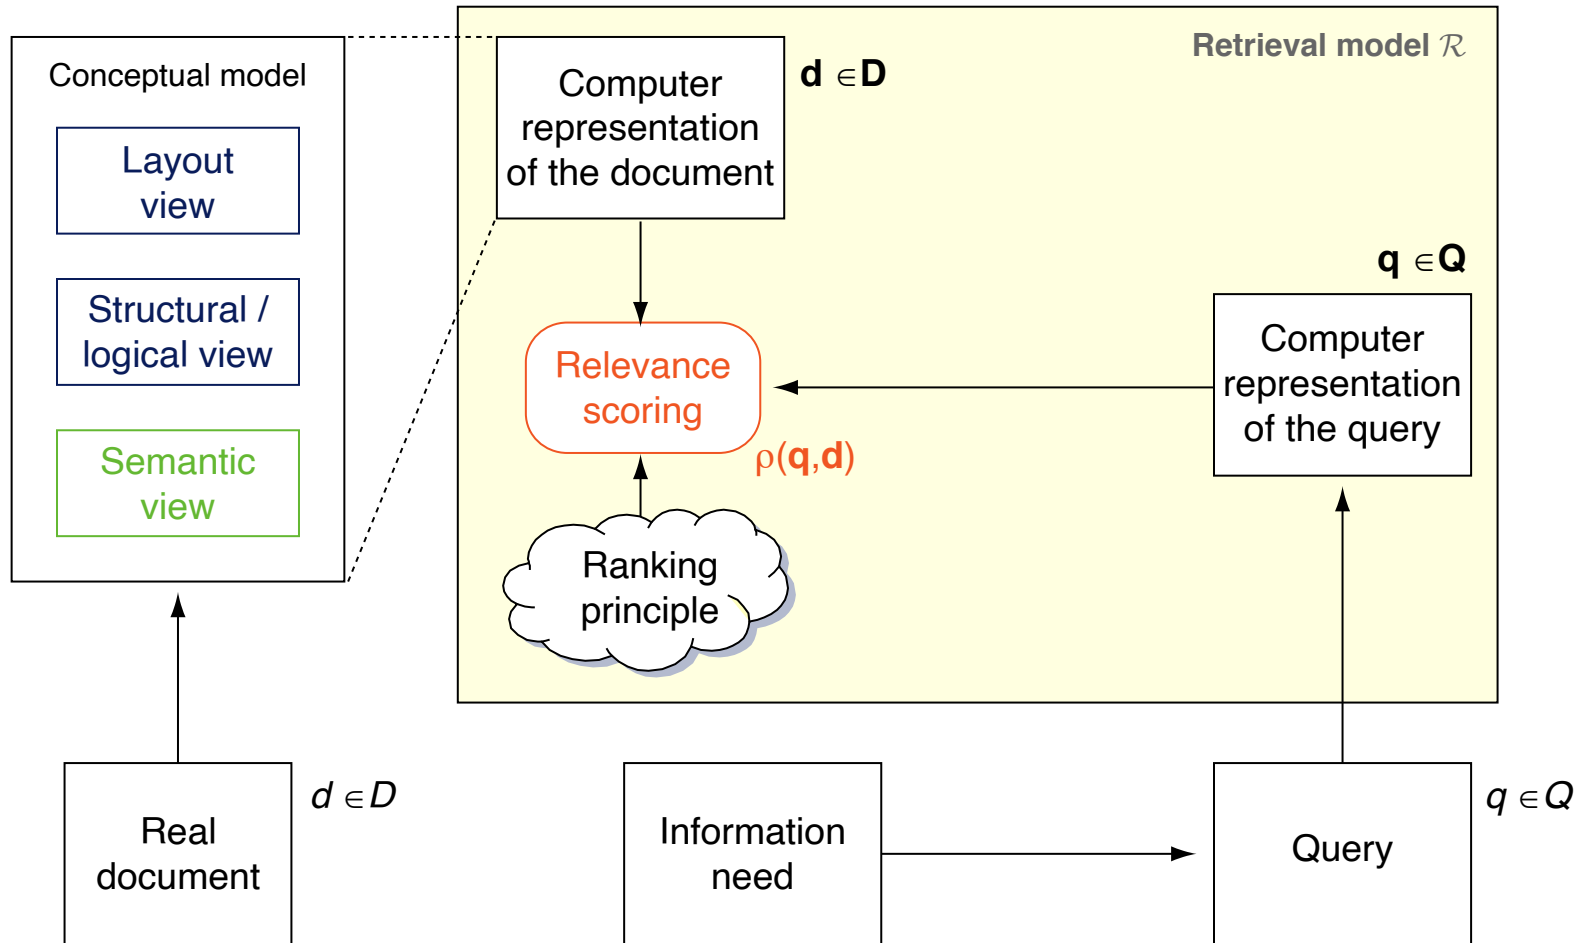 Conceptual model
Layout
view
Structural /
logical view
Semantic
view
Retrieval model ℛ
Computer
representation
of the document
d ∈D
q ∈Q
Computer
representation
of the query
Relevance
scoring
ρ(q,d)
Ranking
principle
Real
document
d ∈D
Information
need
Query
q ∈Q